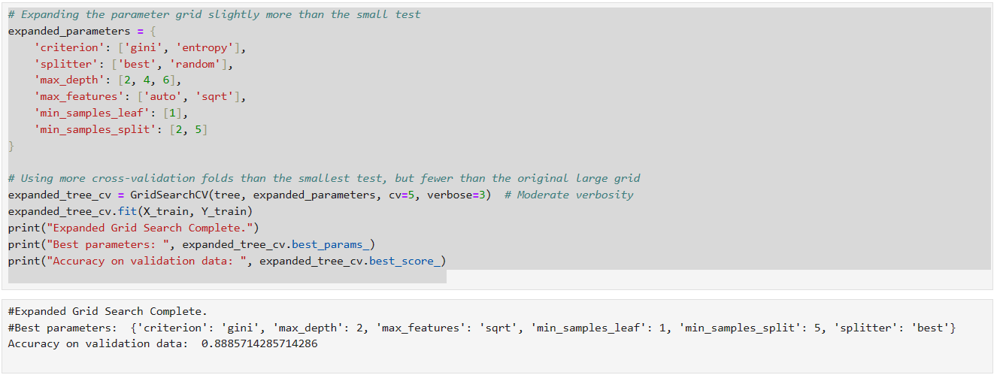 # Expanding the parameter grid slightly more than the small test
expanded_parameters = {
    'criterion': ['gini', 'entropy'],
    'splitter': ['best', 'random'],
    'max_depth': [2, 4, 6],
    'max_features': ['auto', 'sqrt'],
    'min_samples_leaf': [1],
    'min_samples_split': [2, 5]
}
# Using more cross-validation folds than the smallest test, but fewer than the original large grid
expanded_tree_cv = GridSearchCV(tree, expanded_parameters, cv=5, verbose=3)  # Moderate verbosity
expanded_tree_cv.fit(X_train, Y_train)
print("Expanded Grid Search Complete.")
print("Best parameters: ", expanded_tree_cv.best_params_)
print("Accuracy on validation data: ", expanded_tree_cv.best_score_)
#Expanded Grid Search Complete.
#Best parameters:  {'criterion': 'gini', 'max_depth': 2, 'max_features': 'sqrt', 'min_samples_leaf': 1, 'min_samples_split': 5, 'splitter': 'best'}
Accuracy on validation data:  0.8885714285714286